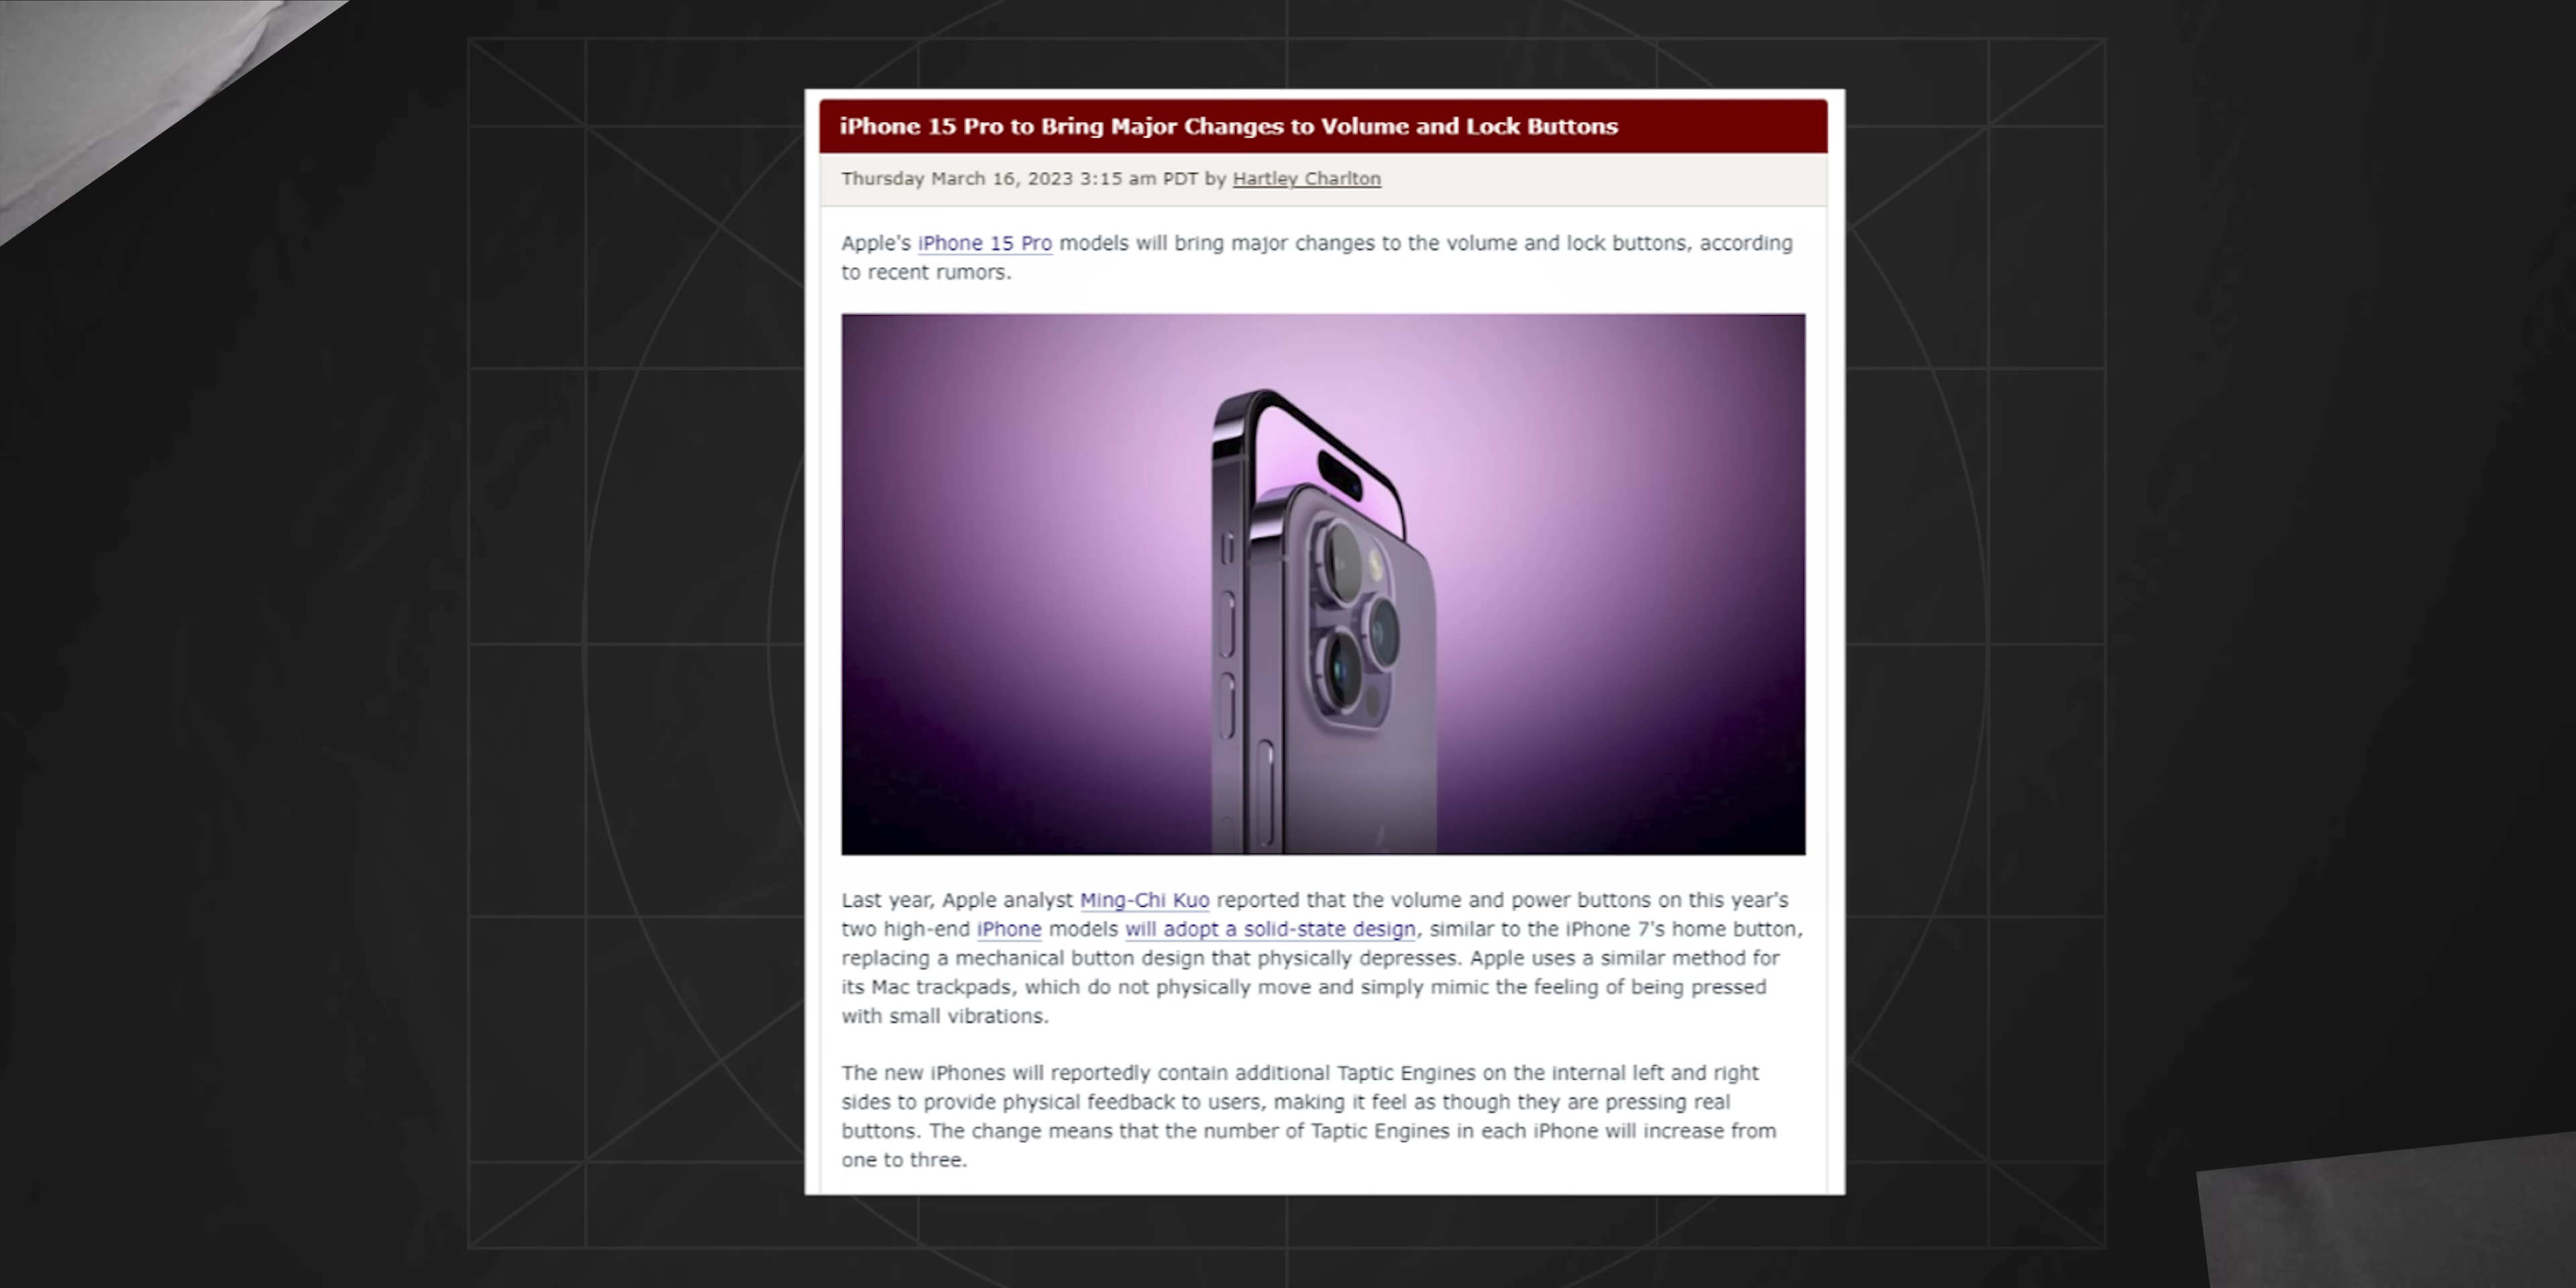 iPhone 15 Pro to Bring Major Changes to Volume and Lock Buttons
Thursday March 16, 2023 3:15 am PDT by Hartley Charlton
Apple's iPhone 15 Pro models will bring major changes to the volume and lock buttons, according
to recent rumors.
Last year, Apple analyst Ming-Chi Kuo reported that the volume and power buttons on this year's
two high-end iPhone models will adopt a solid-state design, similar to the iPhone 7's home button,
replacing a mechanical button design that physically depresses. Apple uses a similar method for
its Mac trackpads, which do not physically move and simply mimic the feeling of being pressed
with small vibrations.
The new iPhones will reportedly contain additional Taptic Engines on the internal left and right
sides to provide physical feedback to users, making it feel as though they are pressing real
buttons. The change means that the number of Taptic Engines in each iPhone will increase from
one to three.